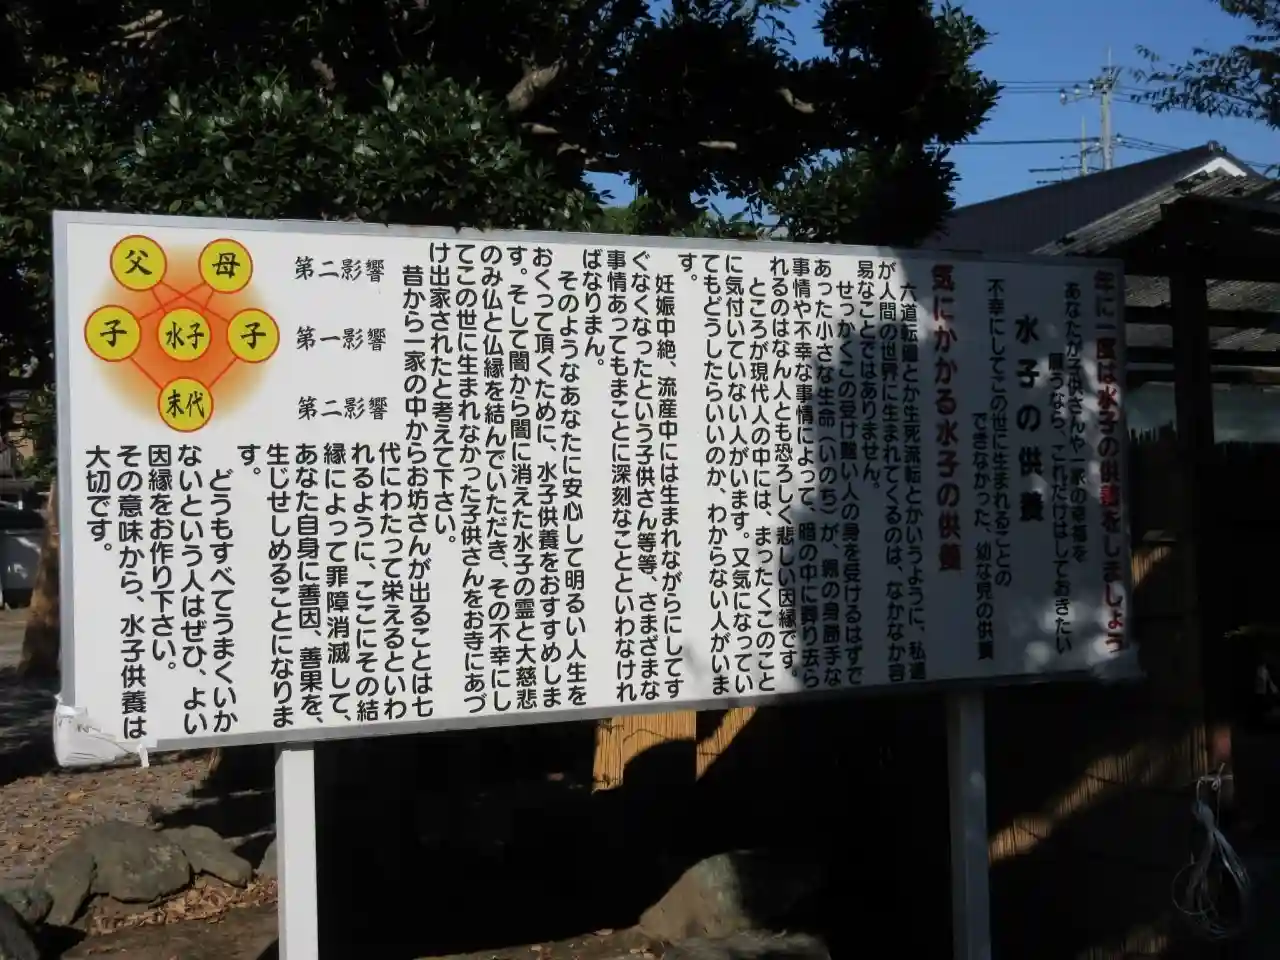 年に一度は水子の供養をしましょう
あなたが子供さんや一家の幸福を
願うなら、これだけはしておきたい
水子の供養
不幸にしてこの世に生まれることの
できなかった、幼な児の供養
気にかかる水子の供養
六道転廻とか生死流転とかいうように、私達
が人間の世界に生まれてくるのは、なかなか容
易なことではありません。
せっかくこの受け難い人の身を受けるはずで
あった小さな生命(いのち)が、親の身勝手な
事情や不幸な事情によって、暗の中に葬り去ら
れるのはなん人とも恐ろしく悲しい因縁です。
ところが現代人の中には、まったくこのこと
に気付いていない人がいます。又気になってい
てもどうしたらいいのか、わからない人がいま
す。
妊娠中絶、流産中には生まれながらにしてす
ぐなくなったという子供さん等等、さまざまな
事情あってもまことに深刻なことといわなけれ
ばなりません。
そのようなあなたに安心して明るい人生を
おくって頂くために、水子供養をおすすめしま
す。そして闇から闇に消えた水子の霊と大慈悲
のみ仏と仏縁を結んでいただき、その不幸にし
てこの世に生まれなかった子供さんをお寺にあづ
け出家されたと考えて下さい。
昔から一家の中からお坊さんが出ることは七
代にわたって栄えるといわ
れるように、ここにその結
縁によって罪障消滅して、
あなた自身に善因、善果を、
生じせしめることになりま
す。
どうもすべてうまくいか
ないという人はぜひ、よい
因縁をお作り下さい。
その意味から、水子供養は
大切です。
父 母 第二影響
子 水子 子 第一影響
末代 第二影響